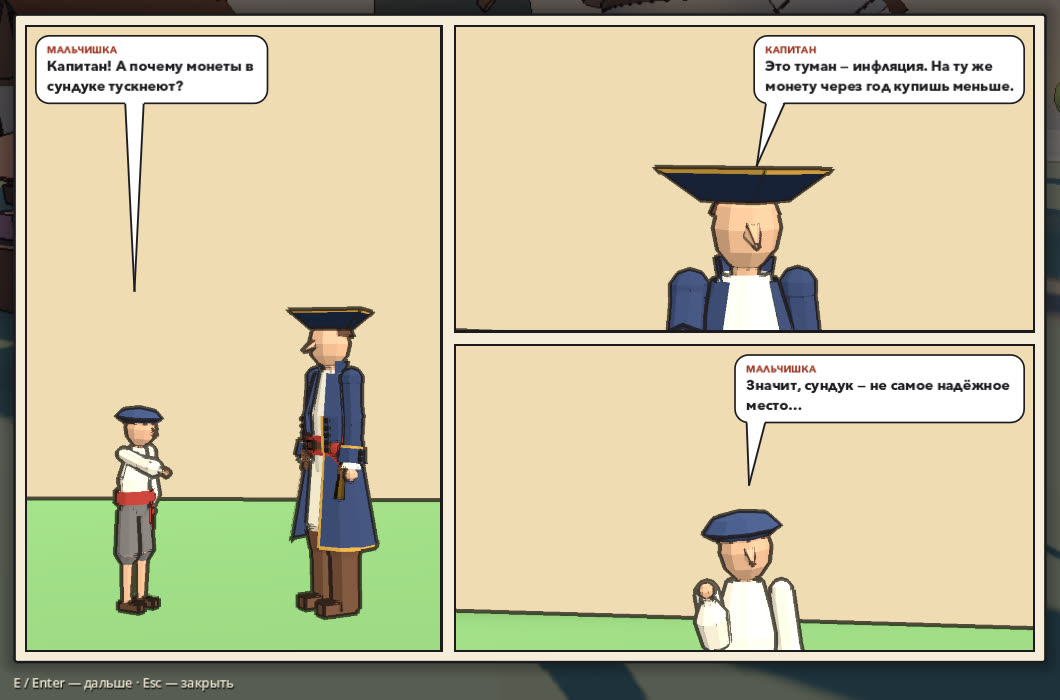 МАЛЬЧИШКА
Капитан! А почему монеты в
сундуке тускнеют?
КАПИТАН
Это туман – инфляция. На ту же
монету через год купишь меньше.
МАЛЬЧИШКА
Значит, сундук – не самое надёжное
место...
E / Enter — дальше · Esc — закрыть